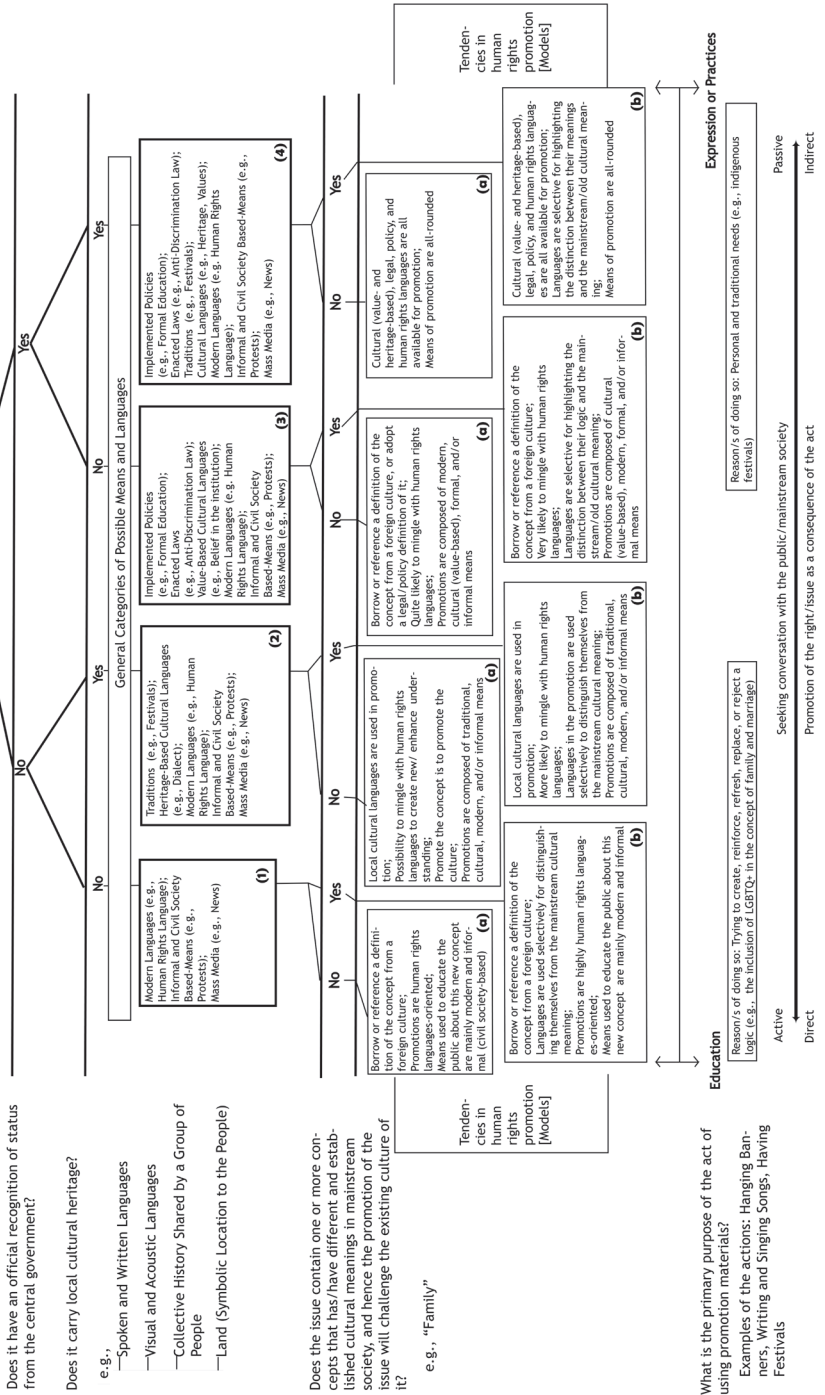 Does it have an official recognition of status
from the central government?
No
Yes
Does it carry local cultural heritage?
e.g.,
Spoken and Written Languages
Visual and Acoustic Languages
Collective History Shared by a Group of
People
Land (Symbolic Location to the People)
No
Yes
No
Yes
General Categories of Possible Means and Languages
Modern Languages (e.g.,
Human Rights Language);
Informal and Civil Society
Based-Means (e.g.,
Protests);
Mass Media (e.g., News)
(1)
Traditions (e.g., Festivals);
Heritage-Based Cultural Languages
(e.g., Dialect);
Modern Languages (e.g., Human
Rights Language);
Informal and Civil Society
Based-Means (e.g., Protests);
Mass Media (e.g., News)
(2)
Implemented Policies
(e.g., Formal Education);
Enacted Laws
(e.g., Anti-Discrimination Law);
Value-Based Cultural Languages
(e.g., Belief in the institution);
Modern Languages (e.g. Human
Rights Language);
Informal and Civil Society
Based-Means (e.g., Protests);
Mass Media (e.g., News)
(3)
Implemented Policies
(e.g., Formal Education);
Enacted Laws (e.g., Anti-Discrimination Law);
Traditions (e.g., Festivals);
Cultural Languages (e.g., Heritage, Values);
Modern Languages (e.g. Human Rights
Language);
Informal and Civil Society Based-Means (e.g.,
Protests);
Mass Media (e.g., News)
(4)
Does the issue contain one or more con-
cepts that has/have different and estab-
lished cultural meanings in mainstream
society, and hence the promotion of the
issue will challenge the existing culture of
it?
e.g., “Family”
No
Yes
No
Yes
No
Yes
No
Yes
Tenden-
cies in
human
rights
promotion
[Models]
Borrow or reference a defini-
tion of the concept from a
foreign culture;
Promotions are human rights
languages-oriented;
Means used to educate the
public about this new concept
are mainly modern and infor-
mal (civil society-based)
(a)
Local cultural languages are used in promo-
tion;
Possibility to mingle with human rights
languages to create new/ enhance under-
standing;
Promote the concept is to promote the
culture;
Promotions are composed of traditional,
cultural, modern, and/or informal means
(a)
Borrow or reference a definition of the
concept from a foreign culture, or adopt
a legal/policy definition of it;
Quite likely to mingle with human rights
languages;
Promotions are composed of modern,
cultural (value-based), formal, and/or
informal means
(a)
Cultural (value- and
heritage-based), legal, policy, and
human rights languages are all
available for promotion;
Means of promotion are all-rounded
(a)
Tenden-
cies in
human
rights
promotion
[Models]
Borrow or reference a definition of the
concept from a foreign culture;
Languages are used selectively for distinguish-
ing themselves from the mainstream cultural
meaning;
Promotions are highly human rights languag-
es-oriented;
Means used to educate the public about this
new concept are mainly modern and informal
(b)
Local cultural languages are used in
promotion;
More likely to mingle with human rights
languages;
Languages in the promotion are used
selectively to distinguish themselves from
the mainstream cultural meaning;
Promotions are composed of traditional,
cultural, modern, and/or informal means
(b)
Borrow or reference a definition of the
concept from a foreign culture;
Very likely to mingle with human rights
languages;
Languages are selective for highlighting the
distinction between their logic and the main-
stream/old cultural meaning;
Promotions are composed of cultural
(value-based), modern, formal, and/or infor-
mal means
(b)
Cultural (value- and heritage-based),
legal, policy, and human rights languag-
es are all available for promotion;
Languages are selective for highlighting
the distinction between their meanings
and the mainstream/old cultural mean-
ing;
Means of promotion are all-rounded
(b)
What is the primary purpose of the act of
using promotion materials?
Examples of the actions: Hanging Ban-
ners, Writing and Singing Songs, Having
Festivals
Education
Expression or Practices
Reason/s of doing so: Trying to create, reinforce, refresh, replace, or reject a
logic (e.g., the inclusion of LGBTQ+ in the concept of family and marriage)
Reason/s of doing so: Personal and traditional needs (e.g., indigenous
festivals)
Active
Seeking conversation with the public/mainstream society
Passive
Direct
Promotion of the right/issue as a consequence of the act
Indirect